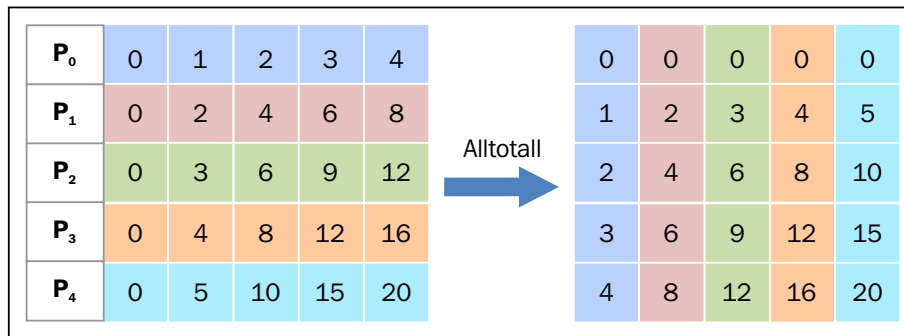 P₀ 0 1 2 3 4 0 0 0 0 0
P₁ 0 2 4 6 8 1 2 3 4 5
Alltotall
P₂ 0 3 6 9 12 2 4 6 8 10
P₃ 0 4 8 12 16 3 6 9 12 15
P₄ 0 5 10 15 20 4 8 12 16 20